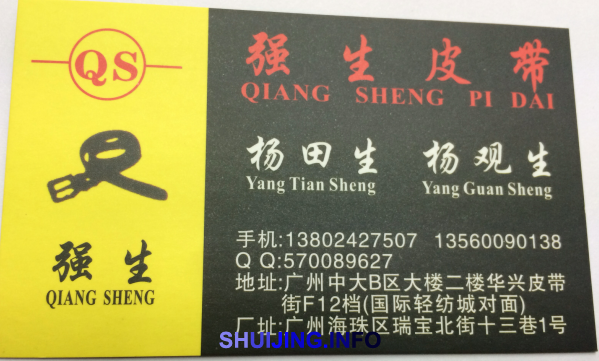 QS
强生
QIANG SHENG
强生皮带
QIANG SHENG PI DAI
杨田生 杨观生
Yang Tian Sheng Yang Guan Sheng
手机:13802427507 13560090138
Q Q:570089627
地址:广州中大B区大楼二楼华兴皮带
街F12档(国际轻纺城对面)
厂址:广州海珠区瑞宝北街十三巷1号
SHUIJING.INFO